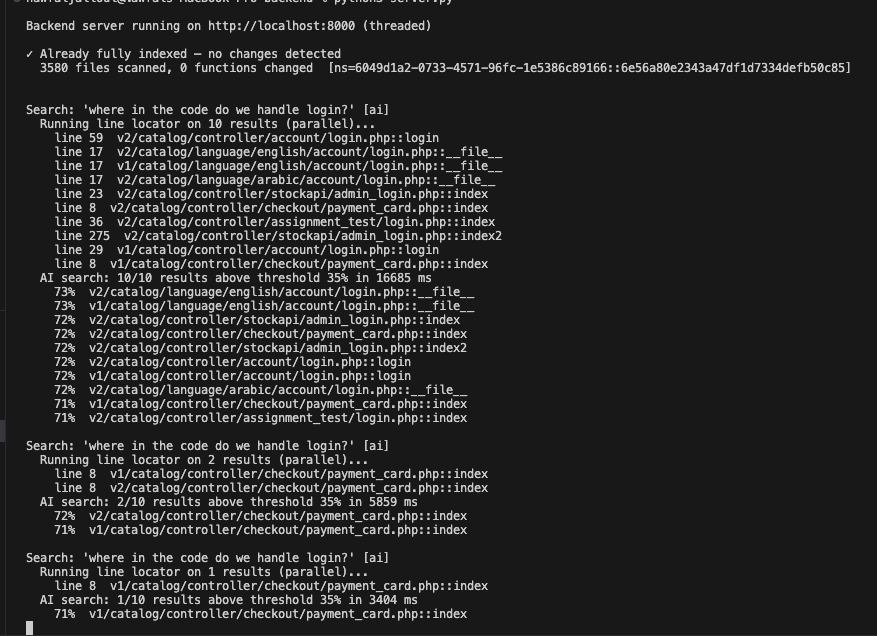 Backend server running on http://localhost:8000 (threaded)
✓ Already fully indexed — no changes detected
3580 files scanned, 0 functions changed [ns=6049d1a2-0733-4571-96fc-1e5386c89166::6e56a80e2343a47df1d7334defb50c85]
Search: 'where in the code do we handle login?' [ai]
Running line locator on 10 results (parallel)...
line 59 v2/catalog/controller/account/login.php::login
line 17 v2/catalog/language/english/account/login.php::__file__
line 17 v1/catalog/language/english/account/login.php::__file__
line 17 v2/catalog/language/arabic/account/login.php::__file__
line 23 v2/catalog/controller/stockapi/admin_login.php::index
line 8 v2/catalog/controller/checkout/payment_card.php::index
line 36 v2/catalog/controller/assignment_test/login.php::index
line 275 v2/catalog/controller/stockapi/admin_login.php::index2
line 29 v1/catalog/controller/account/login.php::login
line 8 v1/catalog/controller/checkout/payment_card.php::index
AI search: 10/10 results above threshold 35% in 16685 ms
73% v2/catalog/language/english/account/login.php::__file__
73% v1/catalog/language/english/account/login.php::__file__
72% v2/catalog/controller/stockapi/admin_login.php::index
72% v2/catalog/controller/checkout/payment_card.php::index
72% v2/catalog/controller/stockapi/admin_login.php::index2
72% v2/catalog/controller/account/login.php::login
72% v1/catalog/controller/account/login.php::login
72% v2/catalog/language/arabic/account/login.php::__file__
71% v1/catalog/controller/checkout/payment_card.php::index
71% v2/catalog/controller/assignment_test/login.php::index
Search: 'where in the code do we handle login?' [ai]
Running line locator on 2 results (parallel)...
line 8 v1/catalog/controller/checkout/payment_card.php::index
line 8 v2/catalog/controller/checkout/payment_card.php::index
AI search: 2/10 results above threshold 35% in 5859 ms
72% v2/catalog/controller/checkout/payment_card.php::index
71% v1/catalog/controller/checkout/payment_card.php::index
Search: 'where in the code do we handle login?' [ai]
Running line locator on 1 results (parallel)...
line 8 v1/catalog/controller/checkout/payment_card.php::index
AI search: 1/10 results above threshold 35% in 3404 ms
71% v1/catalog/controller/checkout/payment_card.php::index